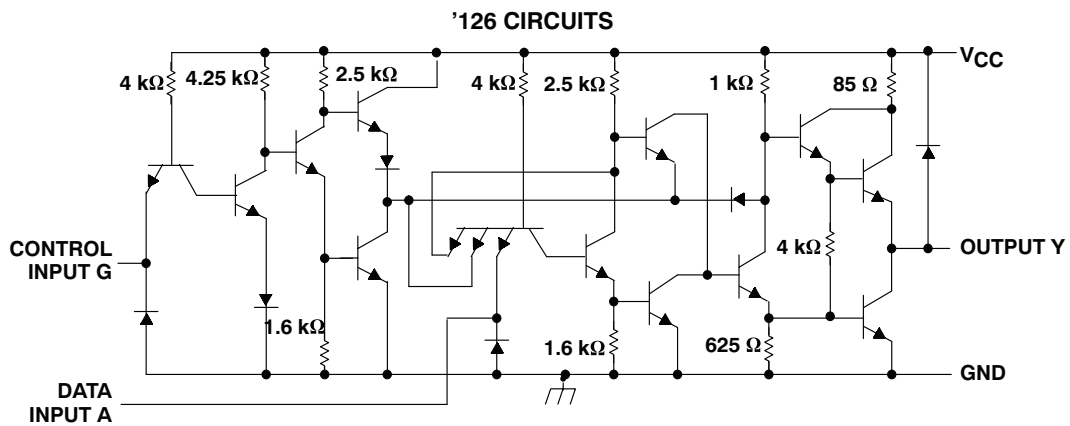 '126 CIRCUITS
VCC
4 kΩ
4.25 kΩ
2.5 kΩ
4 kΩ
2.5 kΩ
1 kΩ
85 Ω
CONTROL
INPUT G
4 kΩ
OUTPUT Y
1.6 kΩ
1.6 kΩ
625 Ω
GND
DATA
INPUT A